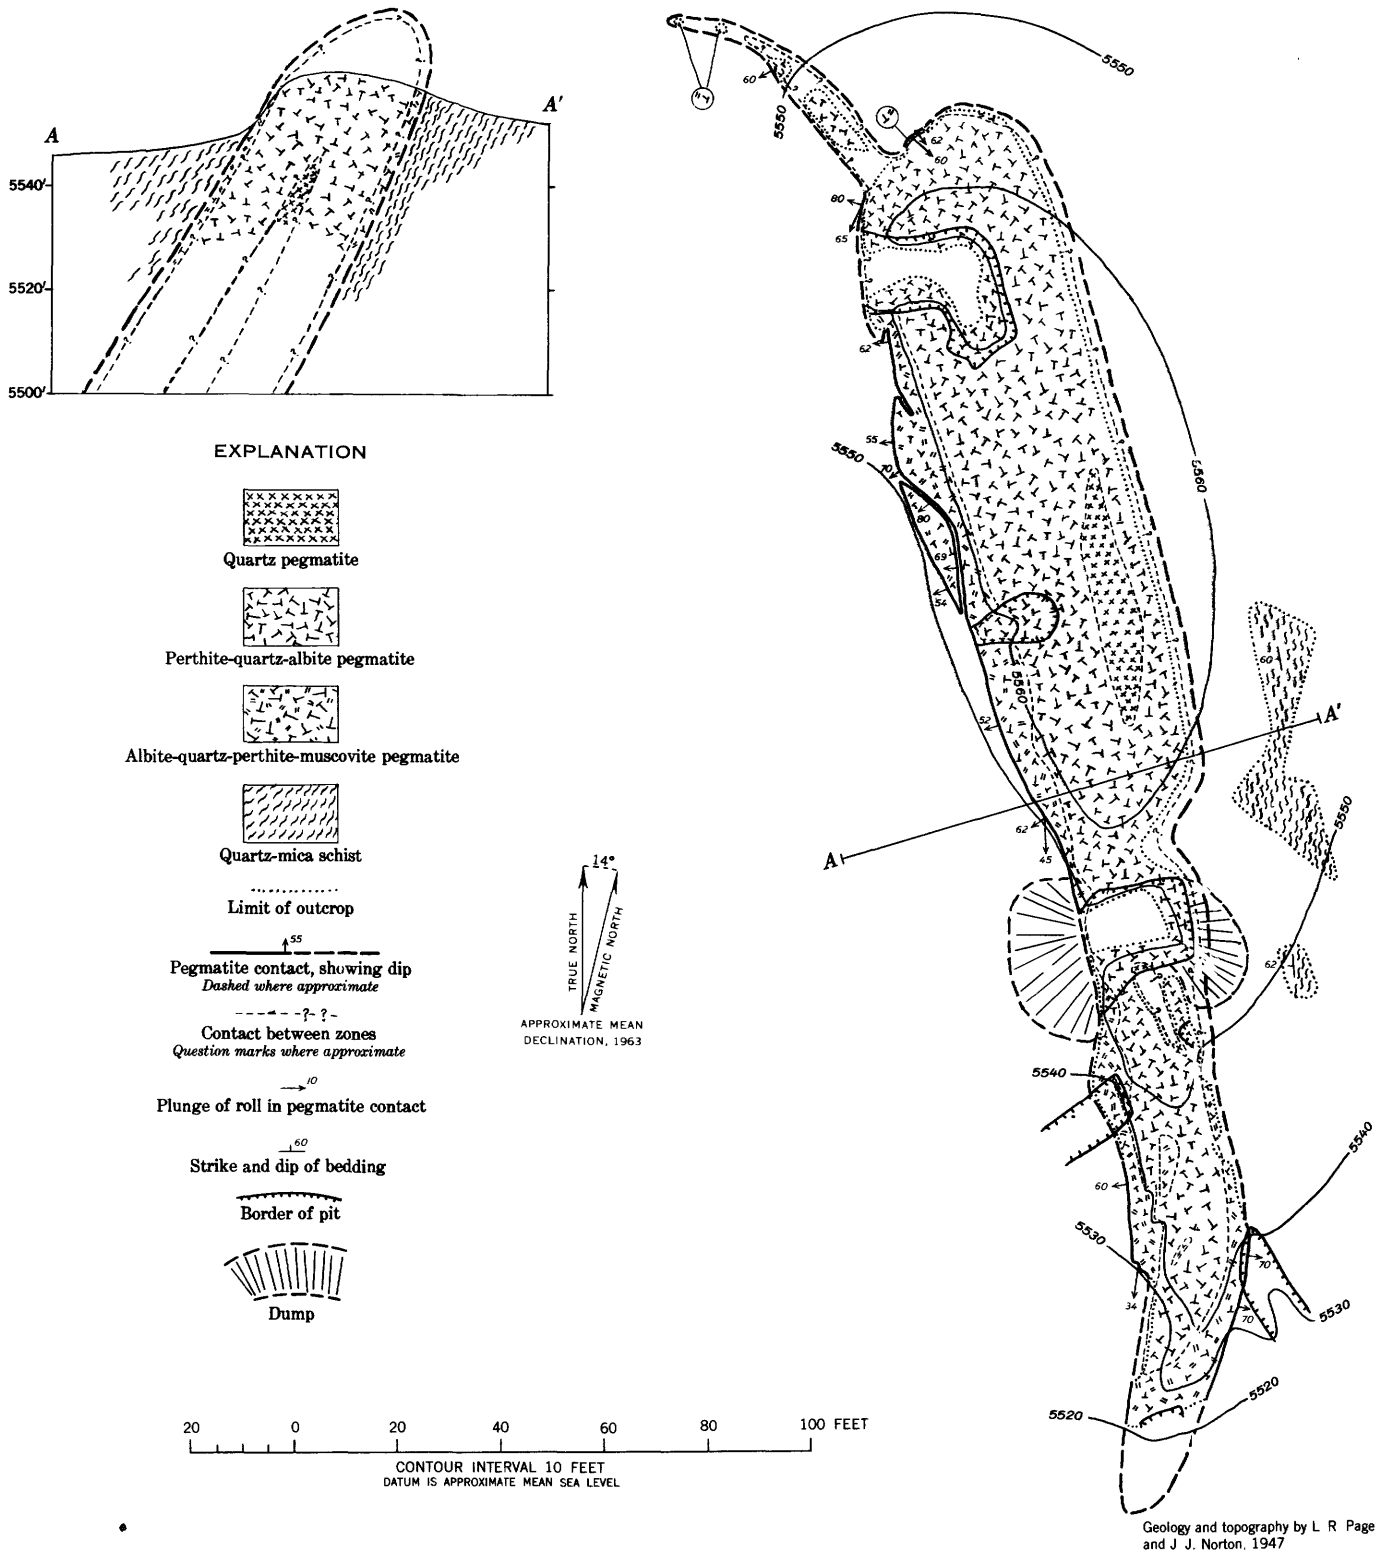 A
A'
5540'
5520'
5500'
EXPLANATION
Quartz pegmatite
Perthite-quartz-albite pegmatite
Albite-quartz-perthite-muscovite pegmatite
Quartz-mica schist
Limit of outcrop
55
Pegmatite contact, showing dip
Dashed where approximate
Contact between zones
Question marks where approximate
10
Plunge of roll in pegmatite contact
60
Strike and dip of bedding
Border of pit
Dump
14°
TRUE NORTH
MAGNETIC NORTH
APPROXIMATE MEAN
DECLINATION, 1963
20 0 20 40 60 80 100 FEET
CONTOUR INTERVAL 10 FEET
DATUM IS APPROXIMATE MEAN SEA LEVEL
5550
60
5550
62
60
80
65
62
55
5550
70
80
69
54
5560
60
5560
52
A'
62
45
A
5550
62
5540
60
5540
5530
70
34
70
5530
5520
5520
Geology and topography by L R Page
and J J. Norton, 1947